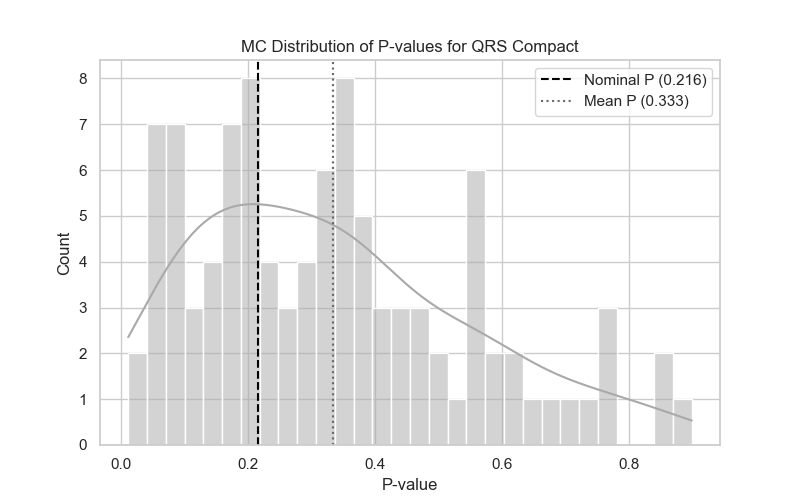 MC Distribution of P-values for QRS Compact
Nominal P (0.216)
Mean P (0.333)
Count
8
7
6
5
4
3
2
1
0
0.0 0.2 0.4 0.6 0.8
P-value